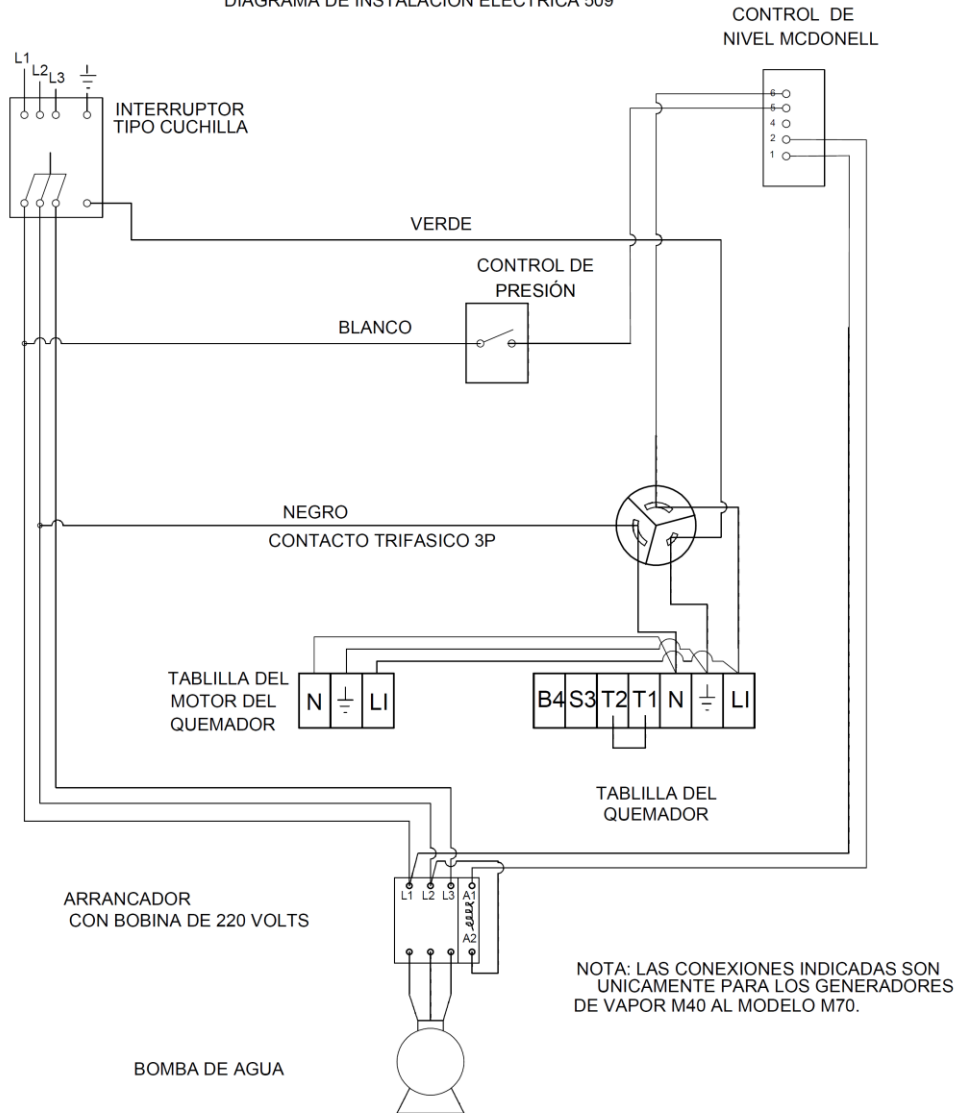 DIAGRAMA DE INSTALACIÓN ELÉCTRICA 509
CONTROL DE
NIVEL MCDONELL
L1
L2
L3
INTERRUPTOR
TIPO CUCHILLA
6
5
4
2
1
VERDE
CONTROL DE
PRESIÓN
BLANCO
NEGRO
CONTACTO TRIFASICO 3P
TABLILLA DEL
MOTOR DEL
QUEMADOR
N
LI
B4 S3 T2 T1 N LI
TABLILLA DEL
QUEMADOR
ARRANCADOR
CON BOBINA DE 220 VOLTS
L1 L2 L3 A1
A2
NOTA: LAS CONEXIONES INDICADAS SON
UNICAMENTE PARA LOS GENERADORES
DE VAPOR M40 AL MODELO M70.
BOMBA DE AGUA